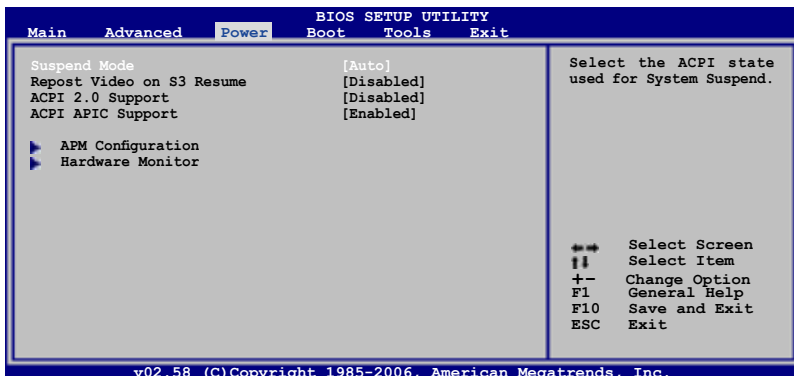 BIOS SETUP UTILITY
Main Advanced Power Boot Tools Exit
Suspend Mode [Auto]
Repost Video on S3 Resume [Disabled]
ACPI 2.0 Support [Disabled]
ACPI APIC Support [Enabled]
APM Configuration
Hardware Monitor
Select the ACPI state
used for System Suspend.
Select Screen
Select Item
+- Change Option
F1 General Help
F10 Save and Exit
ESC Exit
v02.58 (C)Copyright 1985-2006, American Megatrends, Inc.